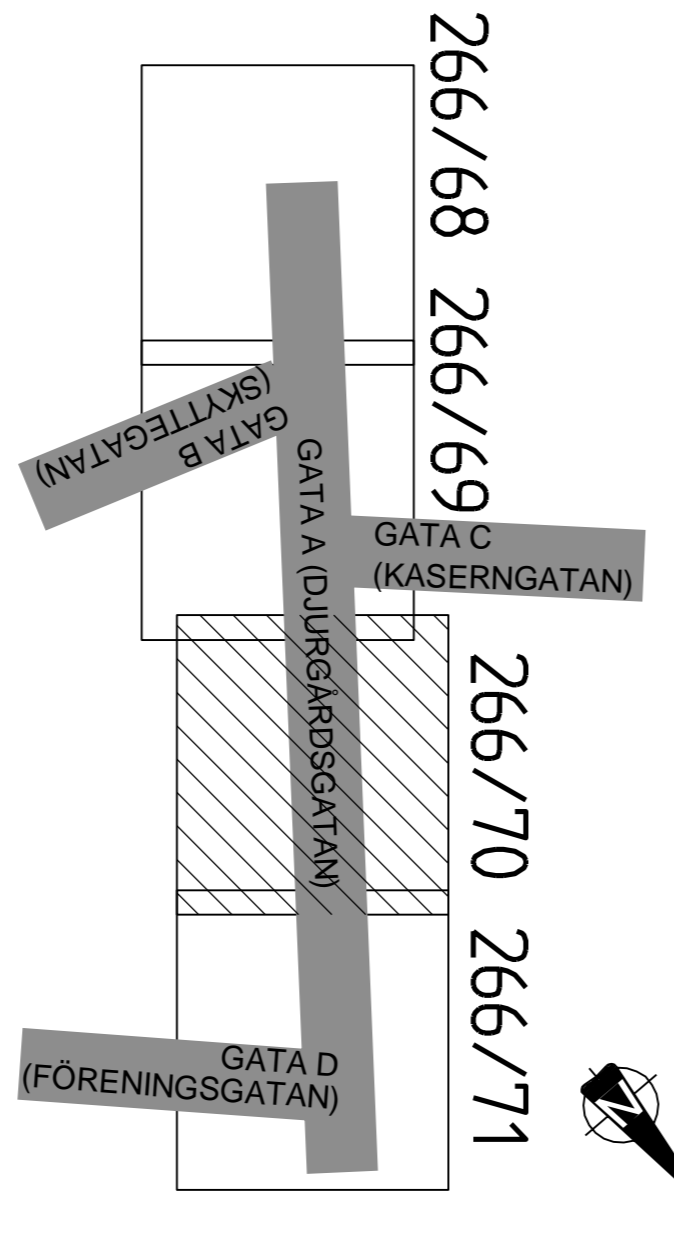 266/68
266/69
(SKYTTEGATAN)
GATA B
GATA A (DJURGÅRDSGATAN)
GATA C
(KASERNGATAN)
266/70
266/71
GATA D
(FÖRENINGSGATAN)
N